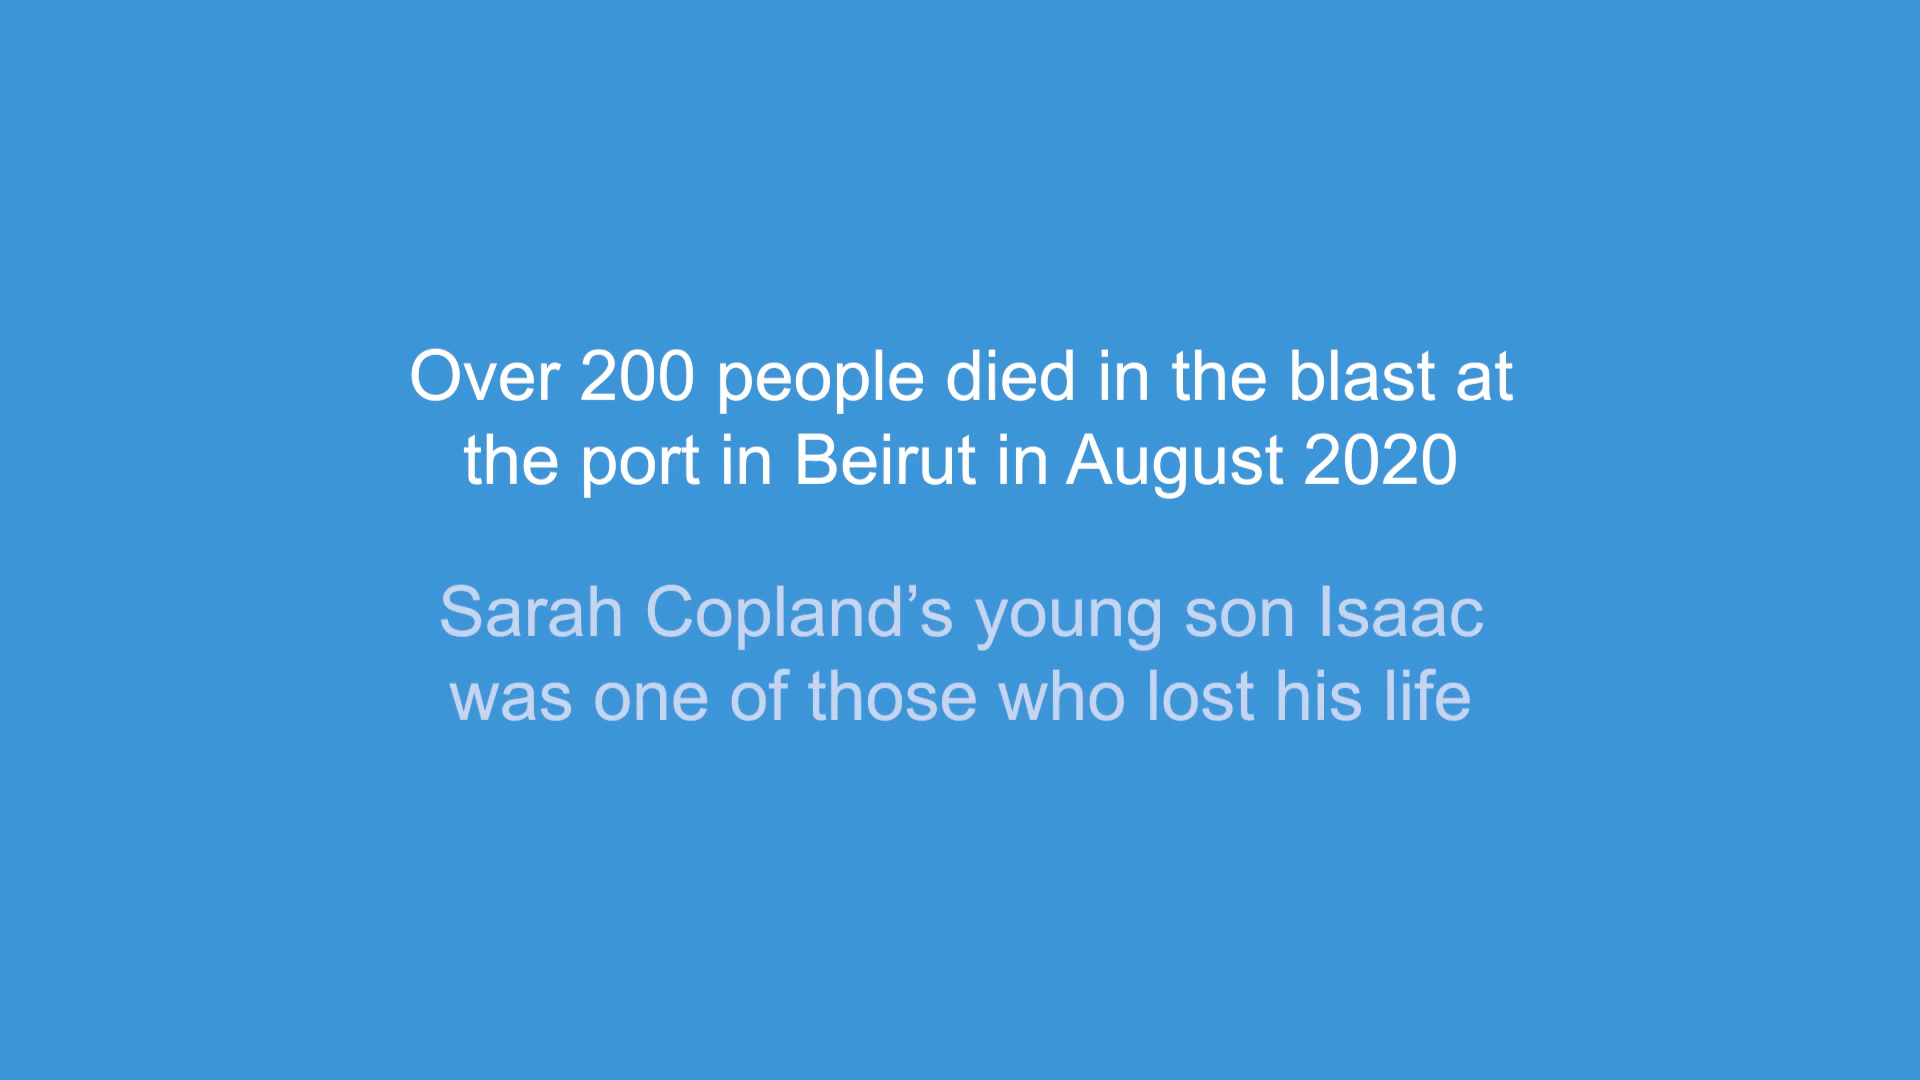 Over 200 people died in the blast at
the port in Beirut in August 2020
Sarah Copland’s young son Isaac
was one of those who lost his life